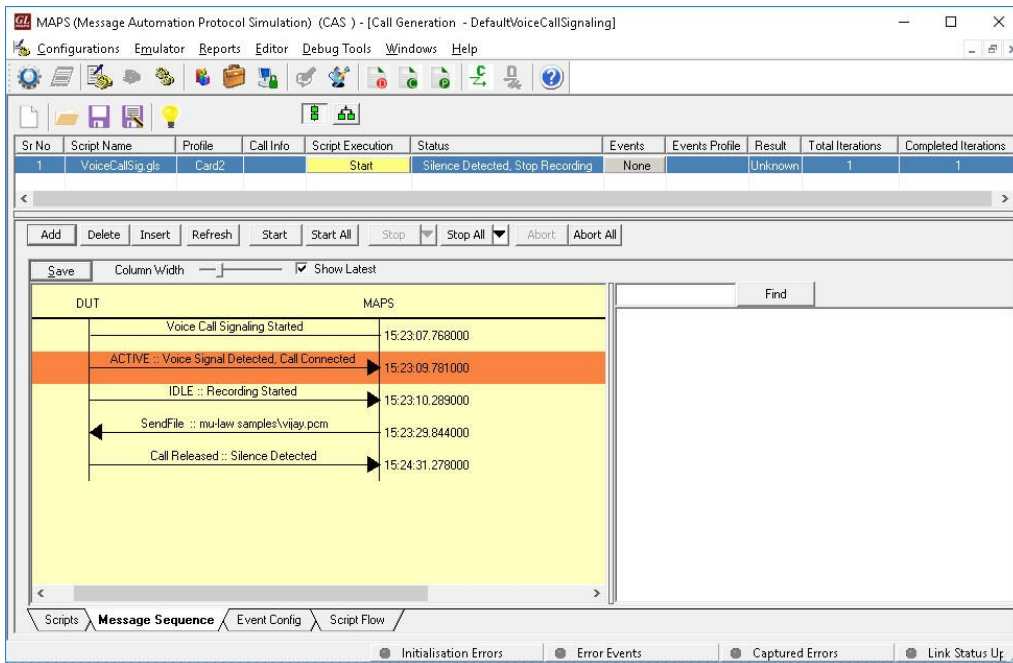 GL MAPS (Message Automation Protocol Simulation) (CAS ) - [Call Generation - DefaultVoiceCallSignaling]
Configurations Emulator Reports Editor Debug Tools Windows Help
Sr No Script Name Profile Call Info Script Execution Status Events Events Profile Result Total Iterations Completed Iterations
1 VoiceCallSig.gls Card2 Start Silence Detected, Stop Recording None Unknown 1 1
Add Delete Insert Refresh Start Start All Stop Stop All Abort Abort All
Save Column Width Show Latest
Find
DUT MAPS
Voice Call Signaling Started
15:23:07.768000
ACTIVE :: Voice Signal Detected, Call Connected
15:23:09.781000
IDLE :: Recording Started
15:23:10.289000
SendFile :: mu-law samples\vijay.pcm
15:23:29.844000
Call Released :: Silence Detected
15:24:31.278000
Scripts Message Sequence Event Config Script Flow
Initialisation Errors Error Events Captured Errors Link Status Up